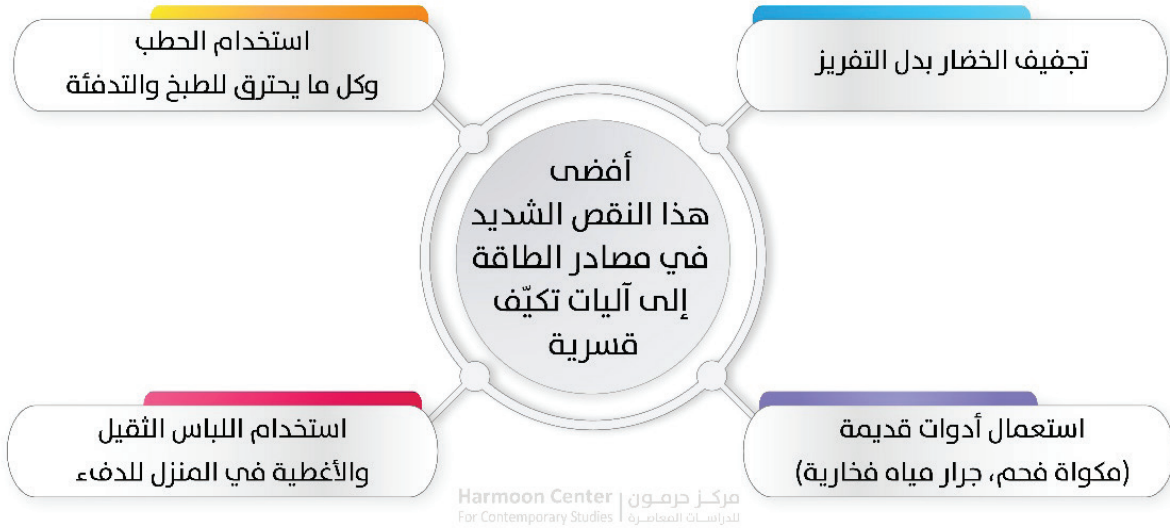 أفضى
هذا النقص الشديد
في مصادر الطاقة
إلى آليات تكيّف
قسرية
تجفيف الخضار بدل التفريز
استخدام الحطب
وكل ما يحترق للطبخ والتدفئة
استعمال أدوات قديمة
(مكواة فحم، جرار مياه فخارية)
استخدام اللباس الثقيل
والأغطية في المنزل للدفء
مركز حرمون
للدراسات المعاصرة
Harmoon Center
For Contemporary Studies